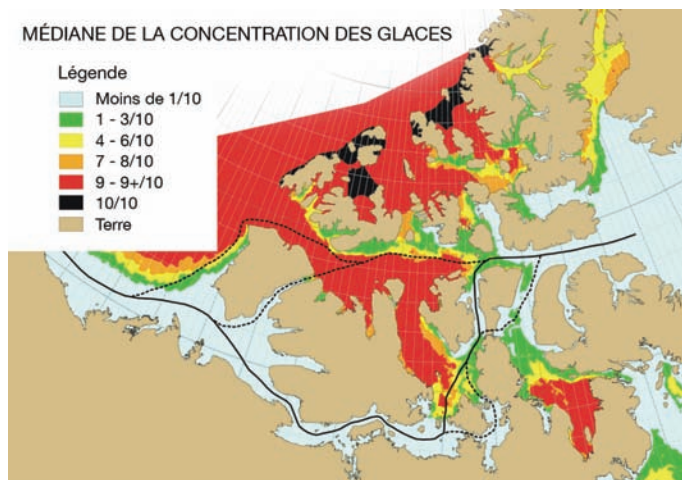 MÉDIANE DE LA CONCENTRATION DES GLACES
Légende
Moins de 1/10
1 - 3/10
4 - 6/10
7 - 8/10
9 - 9+/10
10/10
Terre